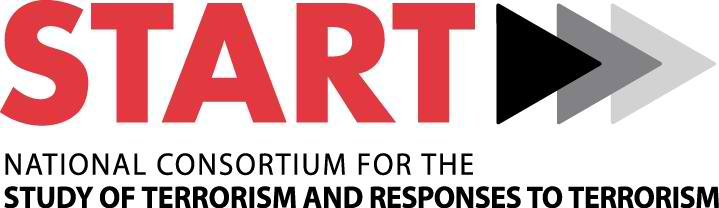 START
NATIONAL CONSORTIUM FOR THE
STUDY OF TERRORISM AND RESPONSES TO TERRORISM